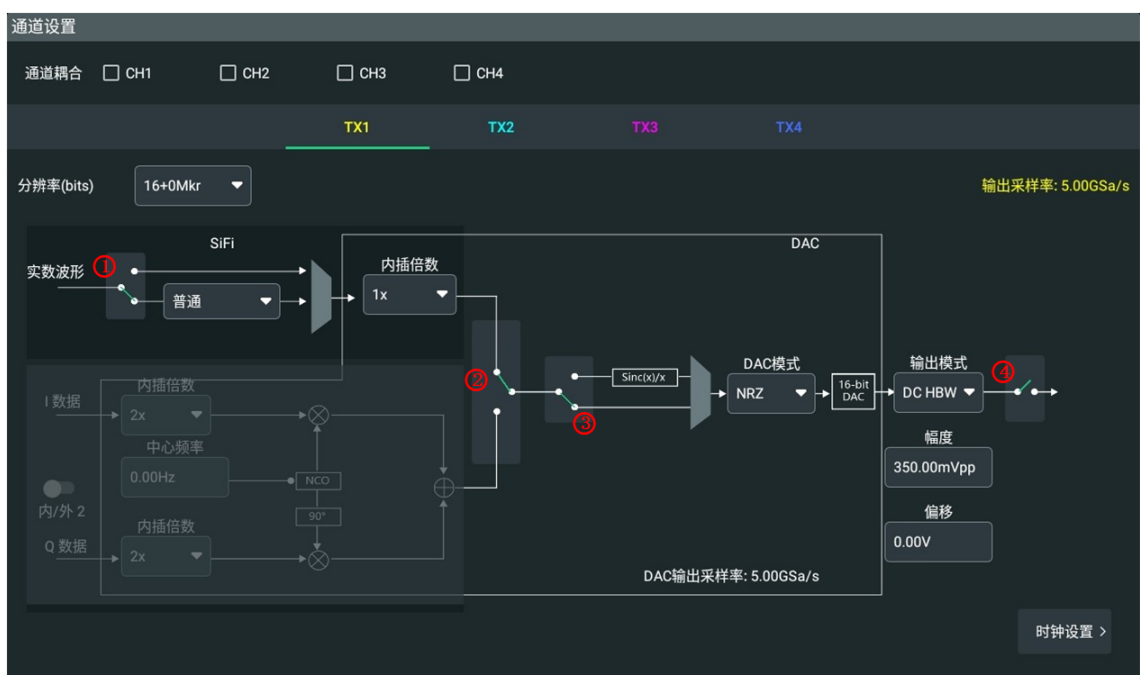 通道设置
通道耦合 CH1 CH2 CH3 CH4
TX1 TX2 TX3 TX4
分辨率(bits) 16+0Mkr 输出采样率: 5.00GSa/s
SiFi DAC
实数波形 ① 内插倍数
普通 1x
② Sinc(x)/x DAC模式 输出模式 ④
③ NRZ 16-bit DAC DC HBW
内插倍数
I 数据 2x
中心频率 幅度
0.00Hz NCO 350.00mVpp
内/外 2 90° 偏移
内插倍数
Q 数据 2x 0.00V
DAC输出采样率: 5.00GSa/s
时钟设置 >